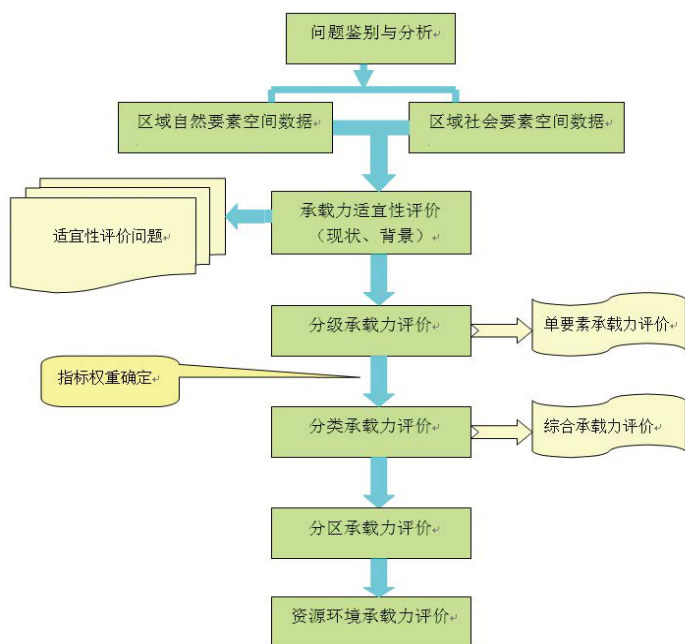 问题鉴别与分析
区域自然要素空间数据
区域社会要素空间数据
承载力适宜性评价
（现状、背景）
适宜性评价问题
分级承载力评价
单要素承载力评价
指标权重确定
分类承载力评价
综合承载力评价
分区承载力评价
资源环境承载力评价